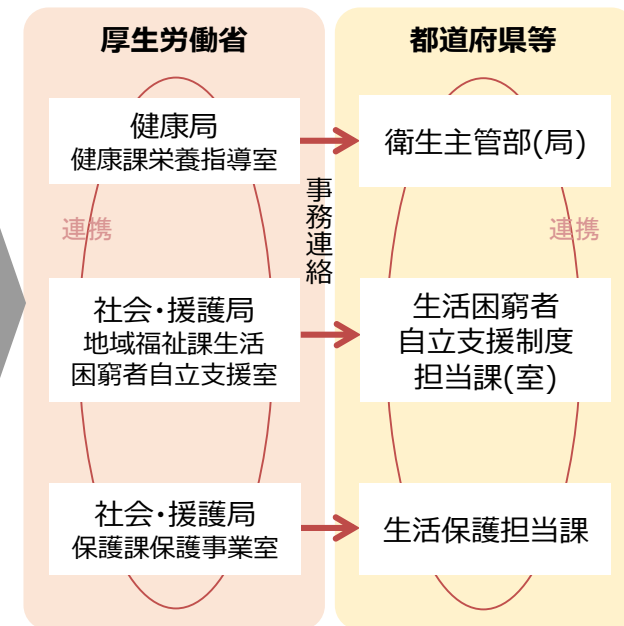 厚生労働省
健康局
健康課栄養指導室
連携
社会・援護局
地域福祉課生活
困窮者自立支援室
社会・援護局
保護課保護事業室
事務連絡
都道府県等
衛生主管部(局)
連携
生活困窮者
自立支援制度
担当課(室)
生活保護担当課